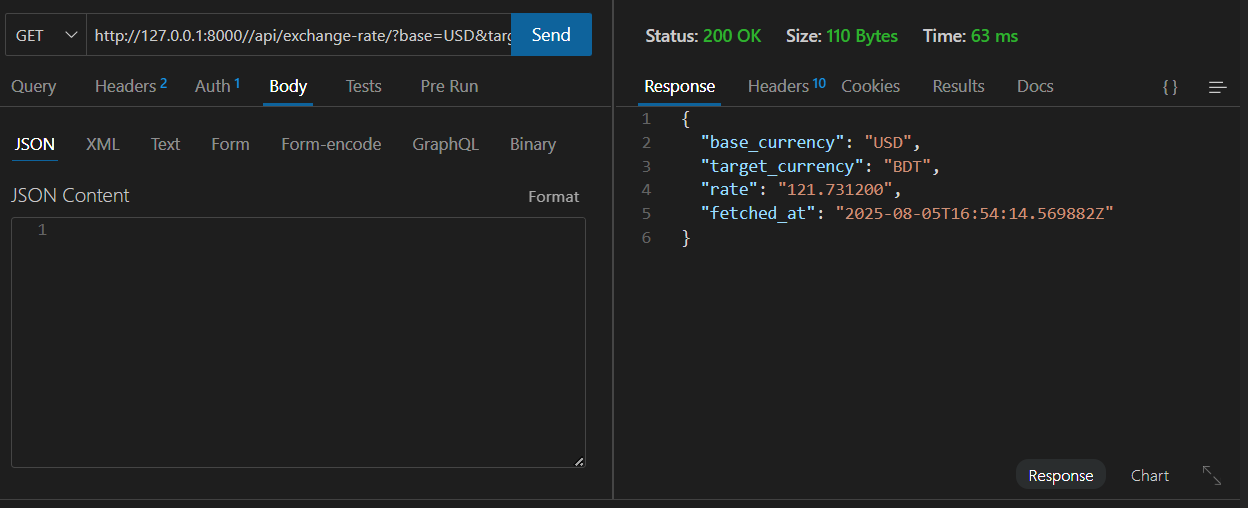 GET http://127.0.0.1:8000//api/exchange-rate/?base=USD&targ Send
Query Headers 2 Auth 1 Body Tests Pre Run
JSON XML Text Form Form-encode GraphQL Binary
JSON Content Format
1
Status: 200 OK Size: 110 Bytes Time: 63 ms
Response Headers 10 Cookies Results Docs { }
1 {
2 "base_currency": "USD",
3 "target_currency": "BDT",
4 "rate": "121.731200",
5 "fetched_at": "2025-08-05T16:54:14.569882Z"
6 }
Response Chart